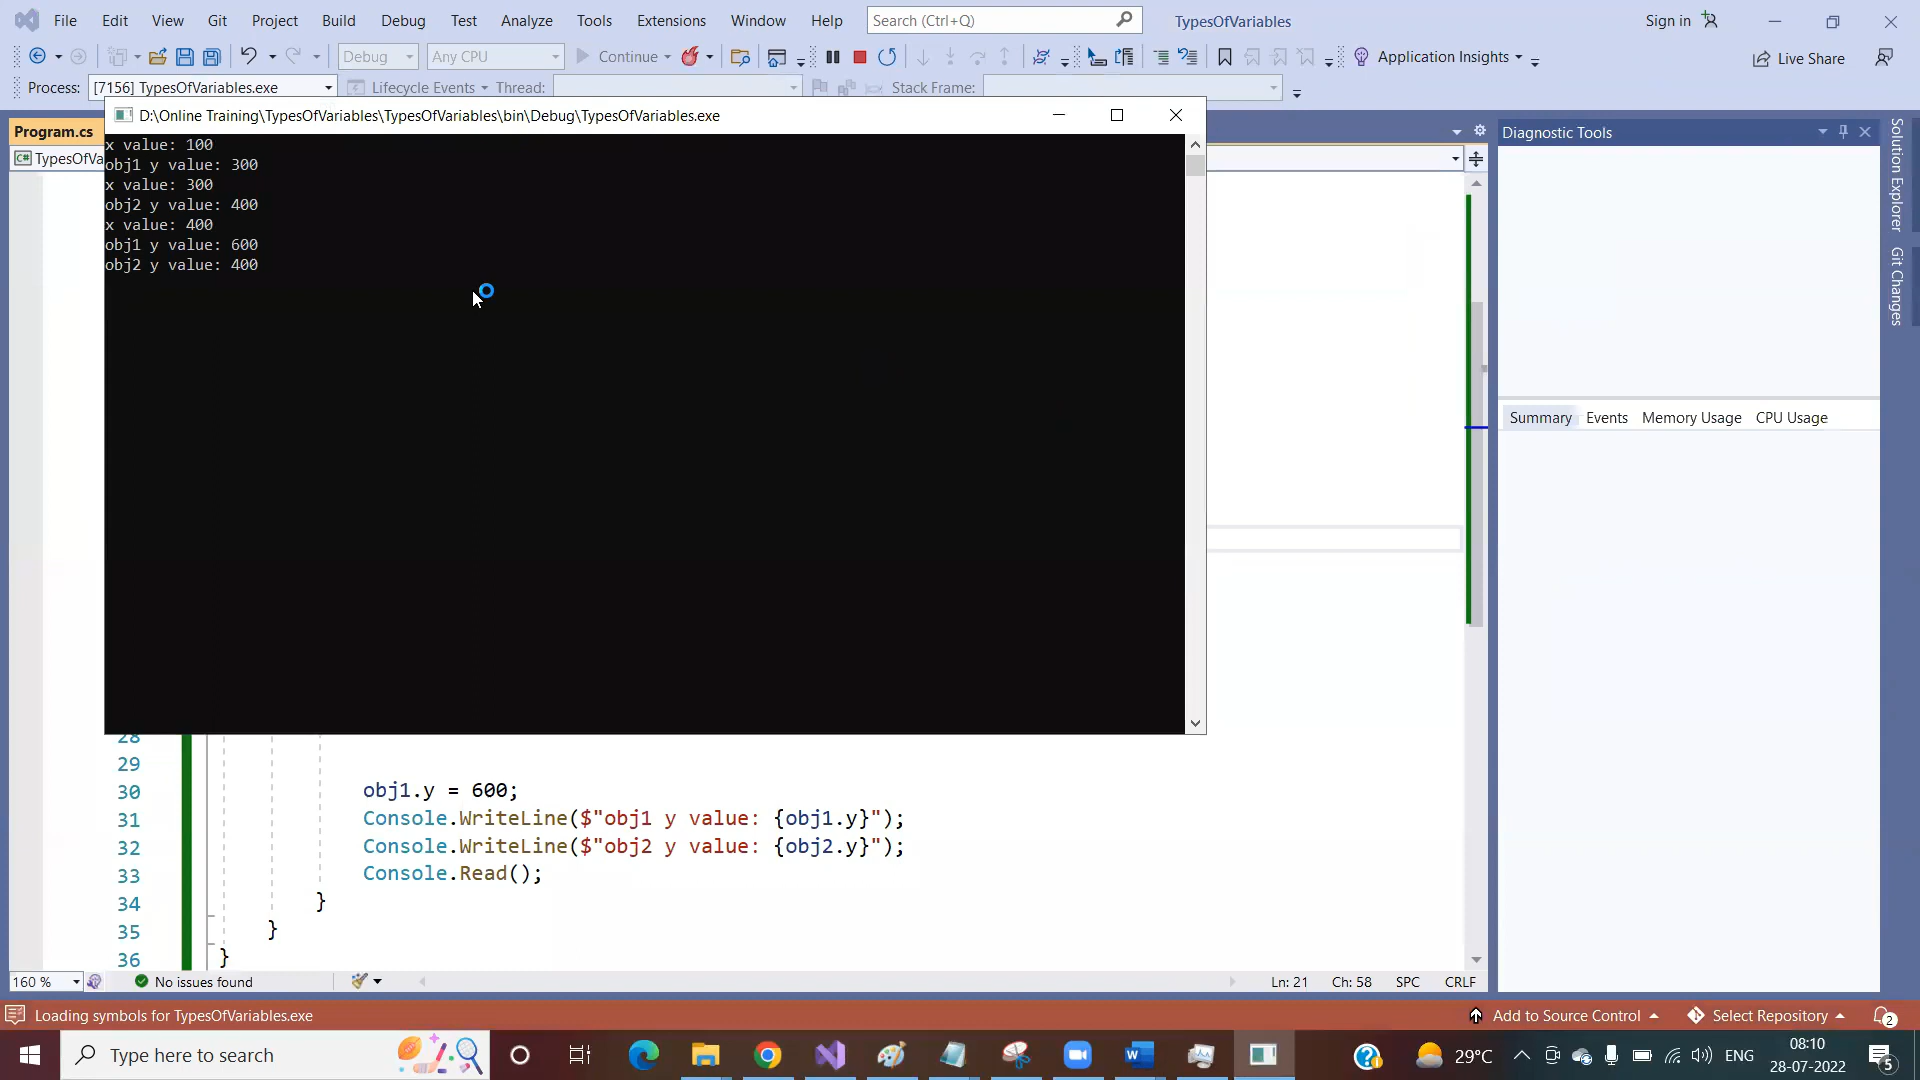 File Edit View Git Project Build Debug Test Analyze Tools Extensions Window Help Search (Ctrl+Q) TypesOfVariables Sign in
Debug Any CPU Continue Application Insights Live Share
Process: [7156] TypesOfVariables.exe Lifecycle Events Thread: Stack Frame:
D:\Online Training\TypesOfVariables\TypesOfVariables\bin\Debug\TypesOfVariables.exe
Program.cs
C# TypesOfVa
x value: 100
obj1 y value: 300
x value: 300
obj2 y value: 400
x value: 400
obj1 y value: 600
obj2 y value: 400
Diagnostic Tools
Summary Events Memory Usage CPU Usage
Solution Explorer
Git Changes
28
29
30 obj1.y = 600;
31 Console.WriteLine($"obj1 y value: {obj1.y}");
32 Console.WriteLine($"obj2 y value: {obj2.y}");
33 Console.Read();
34 }
35 }
36 }
160 % No issues found Ln: 21 Ch: 58 SPC CRLF
Loading symbols for TypesOfVariables.exe Add to Source Control Select Repository 2
Type here to search 29°C ENG 08:10
28-07-2022 5